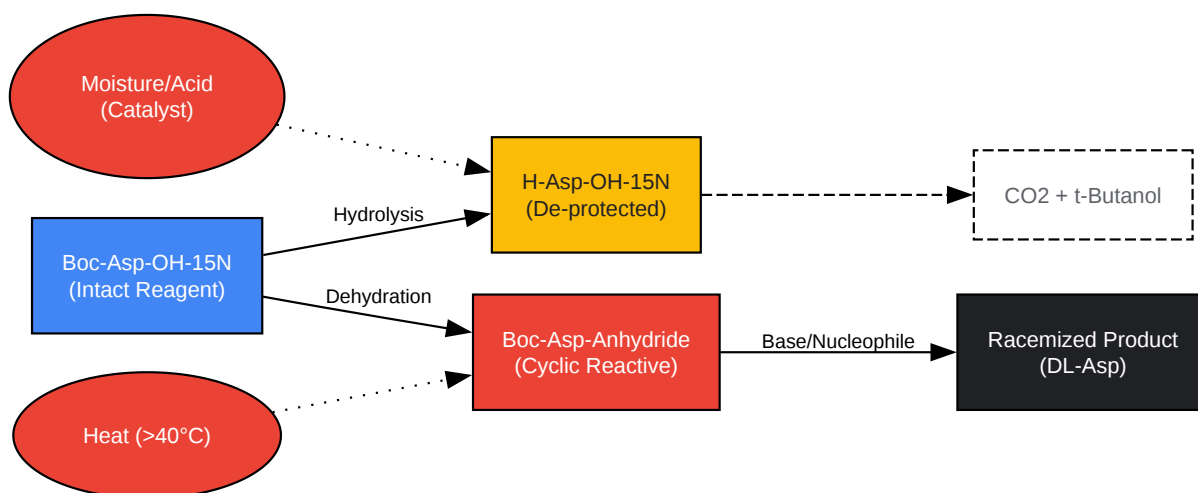 Moisture/Acid
(Catalyst)
Boc-Asp-OH-15N
(Intact Reagent)
Heat (>40°C)
Hydrolysis
Dehydration
H-Asp-OH-15N
(De-protected)
Boc-Asp-Anhydride
(Cyclic Reactive)
Base/Nucleophile
CO2 + t-Butanol
Racemized Product
(DL-Asp)